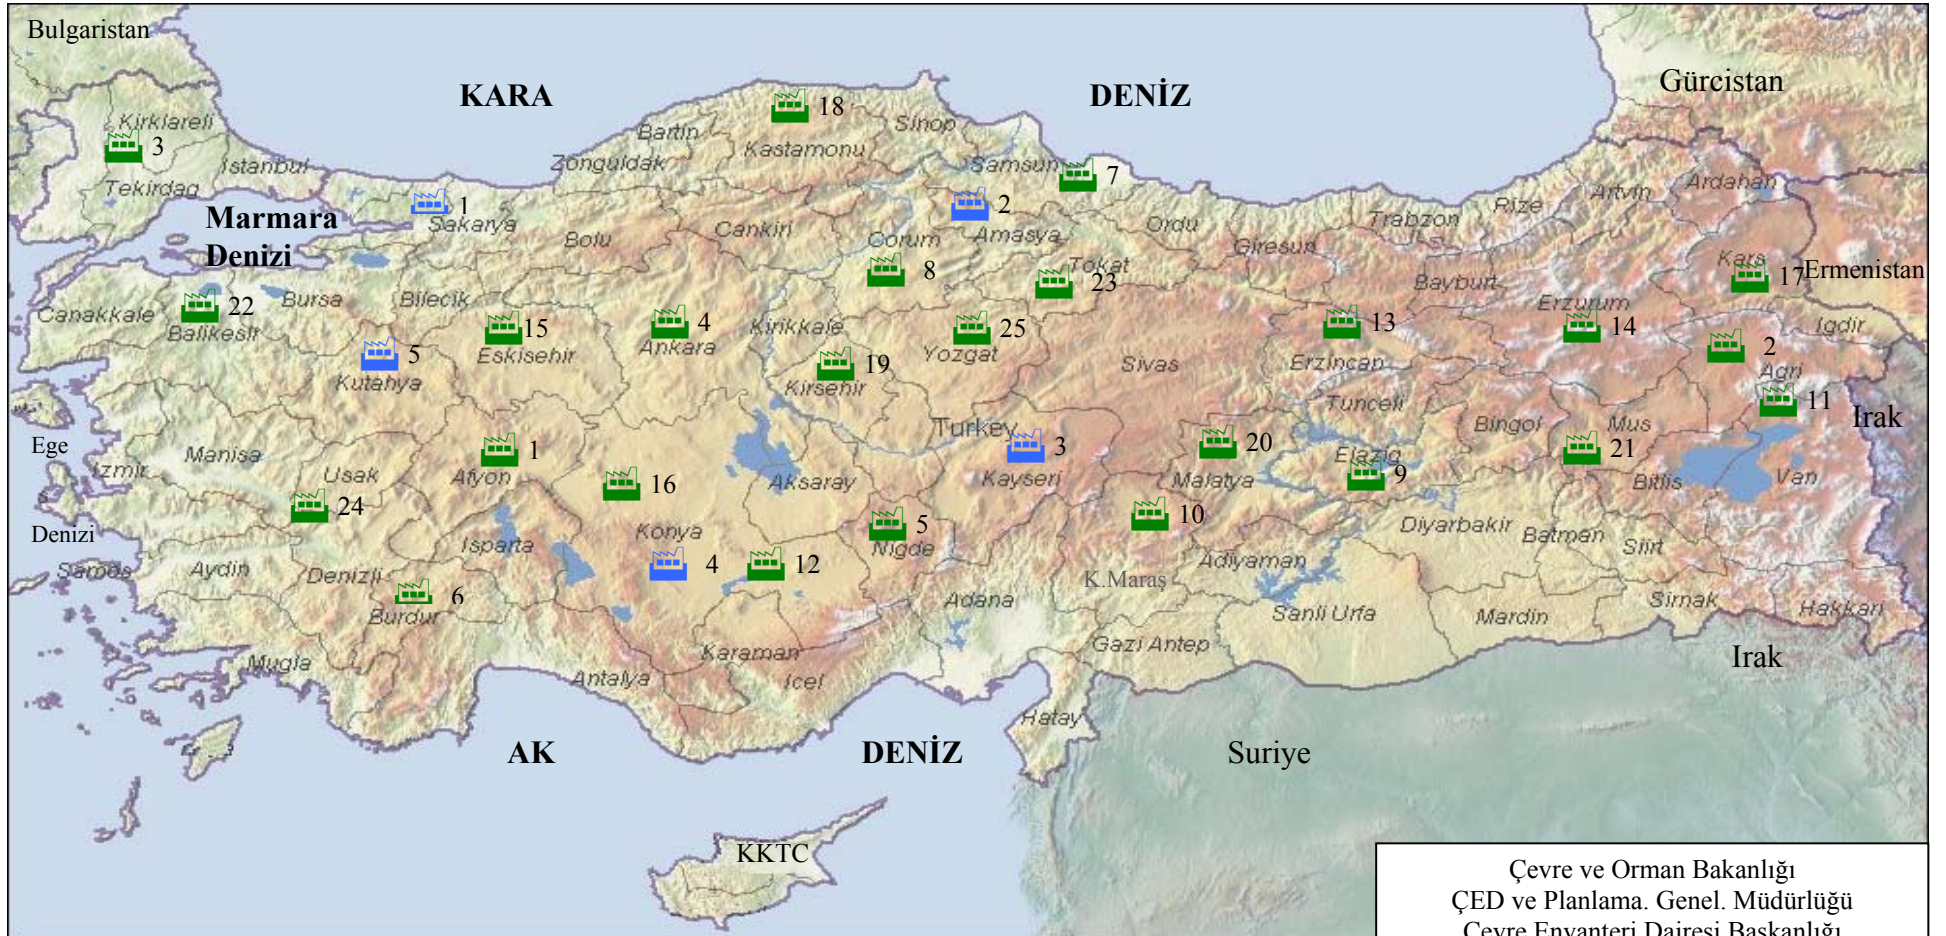 Bulgaristan
KARA
DENİZ
Gürcistan
18
Kirklareli
Bartin
Sinop
3
Kastamonu
Istanbul
Zonguldak
Samsun
7
Tekirdag
Artvin
Ardahan
Marmara
Denizi
1
Sakarya
2
Rize
Trabzon
Ordu
Bolu
Cankiri
Corum
Amasya
Giresun
Kars
17
Ermenistan
8
Tokat
23
Bayburt
Canakkale
22
Bursa
Bilecik
Erzurum
Balikesir
15
4
Kirikkale
25
13
14
Igdir
Eskisehir
Ankara
Yozgat
Sivas
Erzincan
2
Agri
5
Kutahya
19
Kirsehir
Tunceli
11
Irak
Turkey
Bingol
Mus
Ege
Izmir
Manisa
1
3
20
Elazig
21
Usak
Afyon
16
Aksaray
Kayseri
Malatya
9
Bitlis
Van
24
Denizi
Konya
5
10
Diyarbakir
Batman
Siirt
Isparta
Nigde
Samos
Aydin
Denizli
4
12
K.Maraş
Adiyaman
6
Burdur
Adana
Sanli Urfa
Mardin
Sirnak
Hakkari
Mugla
Antalya
Karaman
Icel
Gazi Antep
Irak
Hatay
AK
DENİZ
Suriye
KKTC
Çevre ve Orman Bakanlığı
ÇED ve Planlama. Genel. Müdürlüğü
Çevre Envanteri Dairesi Başkanlığı